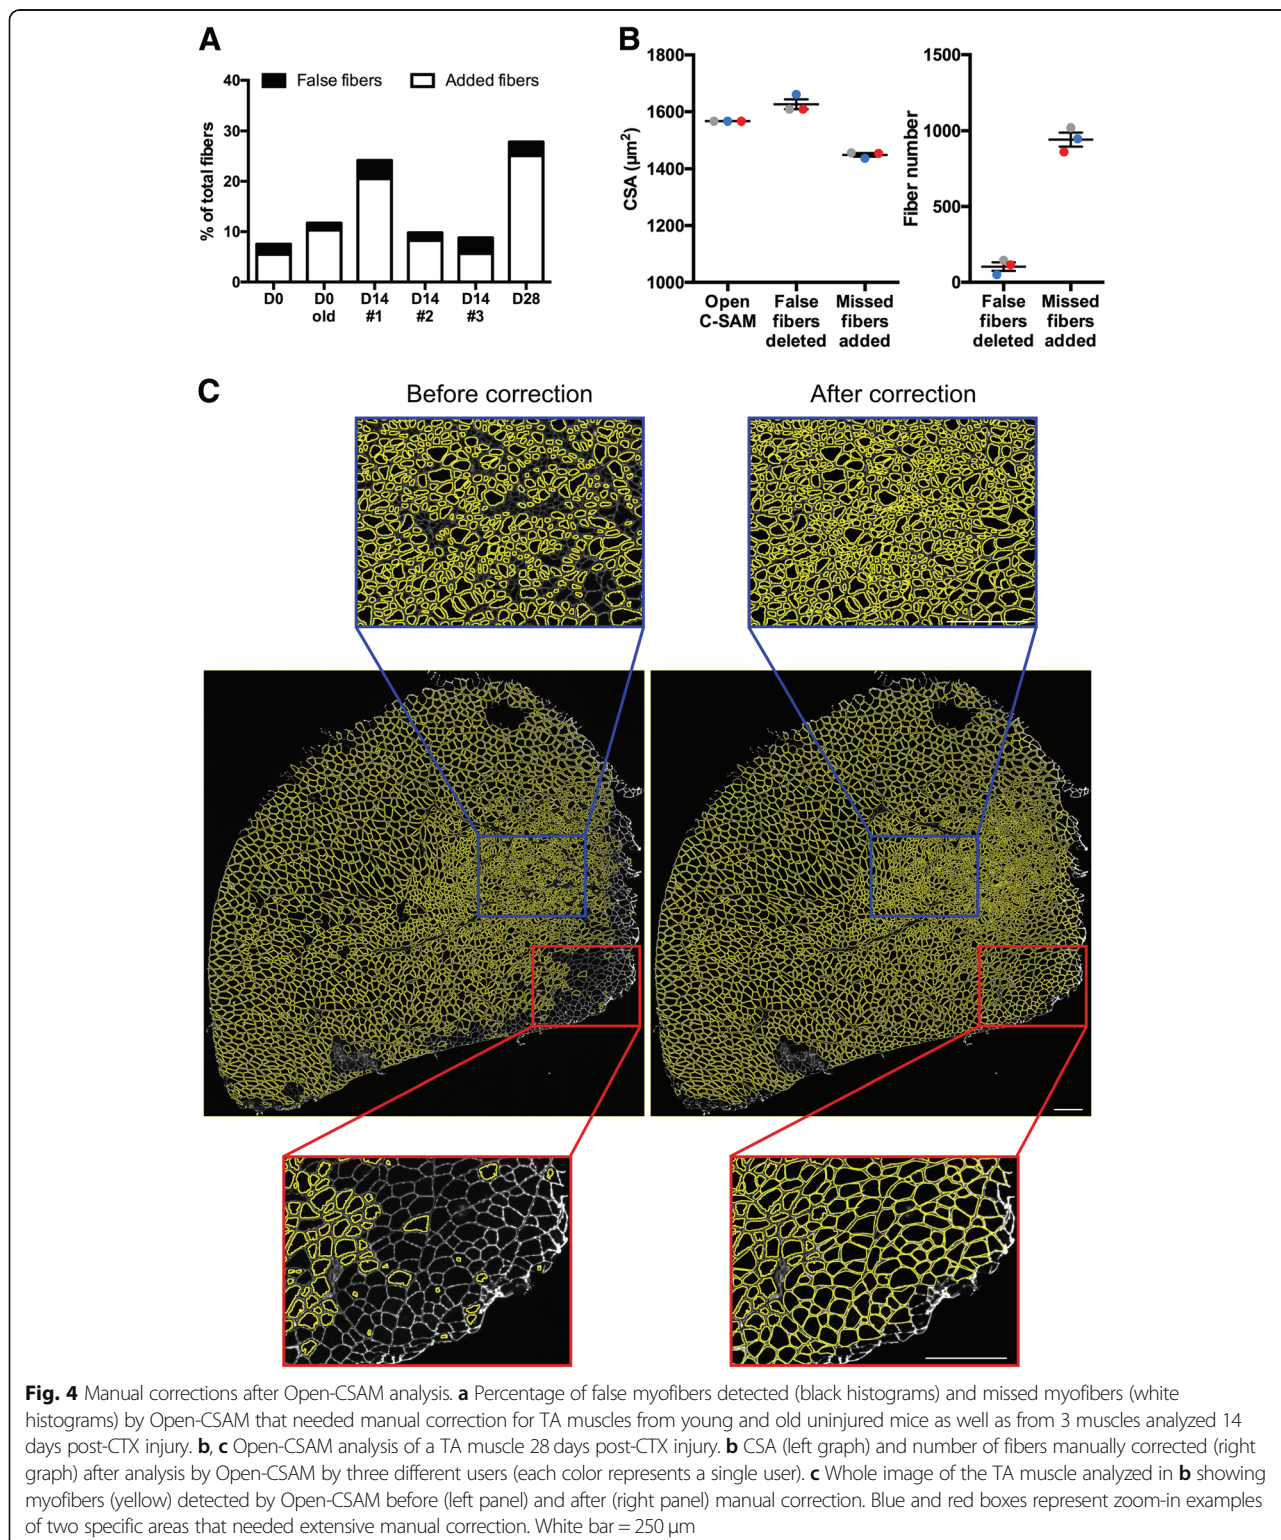 A
B
40
30
20
10
0
% of total fibers
False fibers
Added fibers
D0
D0 old
D14 #1
D14 #2
D14 #3
D28
1800
1600
1400
1200
1000
CSA (µm²)
Open C-SAM
False fibers deleted
Missed fibers added
1500
1000
500
0
Fiber number
False fibers deleted
Missed fibers added
C
Before correction
After correction
Fig. 4 Manual corrections after Open-CSAM analysis. a Percentage of false myofibers detected (black histograms) and missed myofibers (white
histograms) by Open-CSAM that needed manual correction for TA muscles from young and old uninjured mice as well as from 3 muscles analyzed 14
days post-CTX injury. b, c Open-CSAM analysis of a TA muscle 28 days post-CTX injury. b CSA (left graph) and number of fibers manually corrected (right
graph) after analysis by Open-CSAM by three different users (each color represents a single user). c Whole image of the TA muscle analyzed in b showing
myofibers (yellow) detected by Open-CSAM before (left panel) and after (right panel) manual correction. Blue and red boxes represent zoom-in examples
of two specific areas that needed extensive manual correction. White bar = 250 µm